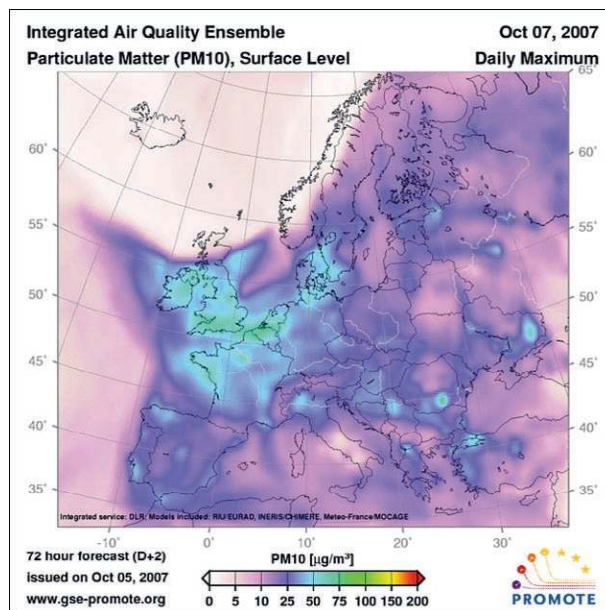 Integrated Air Quality Ensemble Oct 07, 2007
Particulate Matter (PM10), Surface Level Daily Maximum
65°
60° 60°
55° 55°
50° 50°
45° 45°
40° 40°
35° 35°
Integrated service: DLR; Models included: RIU/EURAD, INERIS/CHIMERE, Meteo-France/MOCAGE
-10° 0° 10° 20° 30°
72 hour forecast (D+2)
issued on Oct 05, 2007
www.gse-promote.org
PM10 [µg/m³]
0 5 10 25 50 75 100 150 200
PROMOTE